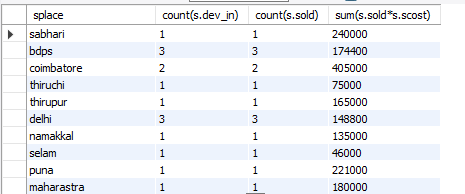 splace count(s.dev_in) count(s.sold) sum(s.sold*s.scost)
sabhari 1 1 240000
bdps 3 3 174400
coimbatore 2 2 405000
thiruchi 1 1 75000
thirupur 1 1 165000
delhi 3 3 148800
namakkal 1 1 135000
selam 1 1 46000
puna 1 1 221000
maharastra 1 1 180000